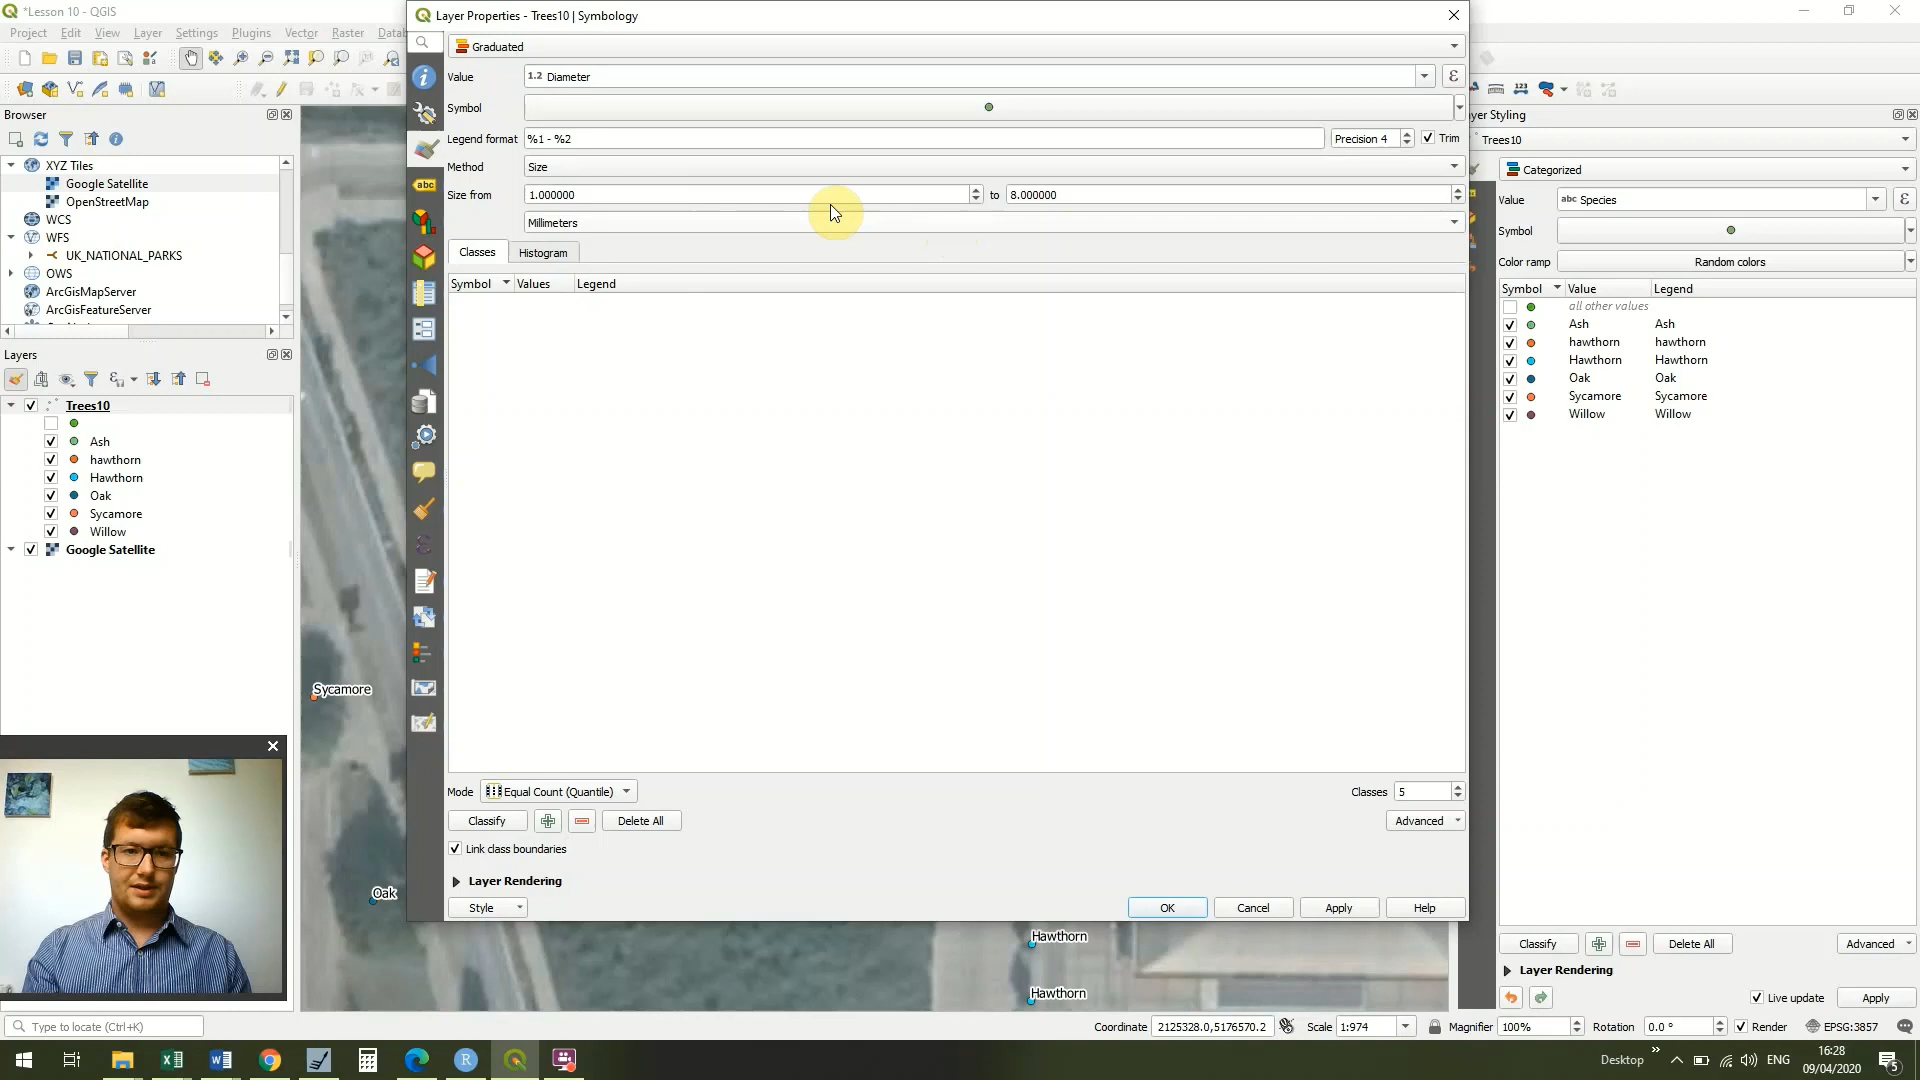 *Lesson 10 - QGIS
Project Edit View Layer Settings Plugins Vector Raster Datab
Browser
XYZ Tiles
Google Satellite
OpenStreetMap
WCS
WFS
UK_NATIONAL_PARKS
OWS
ArcGisMapServer
ArcGisFeatureServer
Layers
Trees10
Ash
hawthorn
Hawthorn
Oak
Sycamore
Willow
Google Satellite
Layer Properties - Trees10 | Symbology
Graduated
Value 1.2 Diameter ε
Symbol
Legend format %1 - %2 Precision 4 Trim
Method Size
Size from 1.000000 to 8.000000
Millimeters
Classes Histogram
Symbol Values Legend
abc
Mode Equal Count (Quantile) Classes 5
Classify Delete All Advanced
Link class boundaries
Layer Rendering
Style OK Cancel Apply Help
Sycamore
Oak
Hawthorn
Hawthorn
123
yer Styling
Trees10
Categorized
Value abc Species ε
Symbol
Color ramp Random colors
Symbol Value Legend
all other values
Ash Ash
hawthorn hawthorn
Hawthorn Hawthorn
Oak Oak
Sycamore Sycamore
Willow Willow
Classify Delete All Advanced
Layer Rendering
Live update Apply
Type to locate (Ctrl+K) Coordinate 2125328.0,5176570.2 Scale 1:974 Magnifier 100% Rotation 0.0 ° Render EPSG:3857
Desktop » ENG 16:28
09/04/2020 5